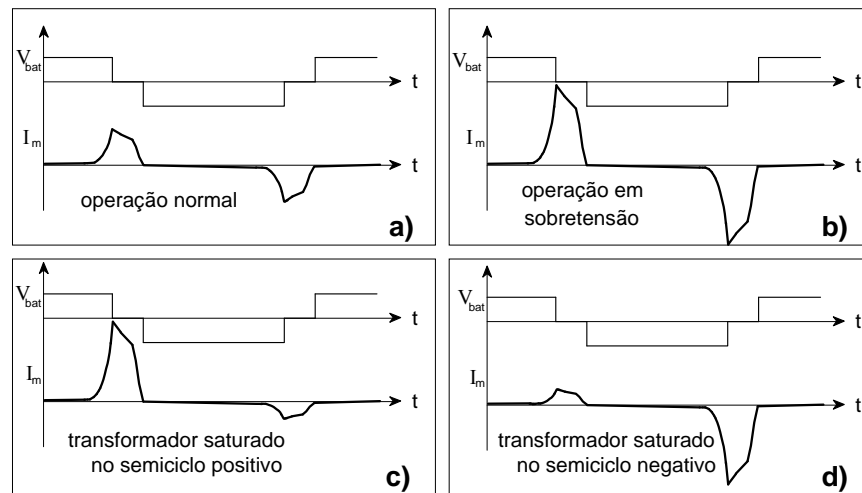 V_bat
t
I_m
t
operação normal
a)
V_bat
t
I_m
t
operação em
sobretensão
b)
V_bat
t
I_m
t
transformador saturado
no semiciclo positivo
c)
V_bat
t
I_m
t
transformador saturado
no semiciclo negativo
d)